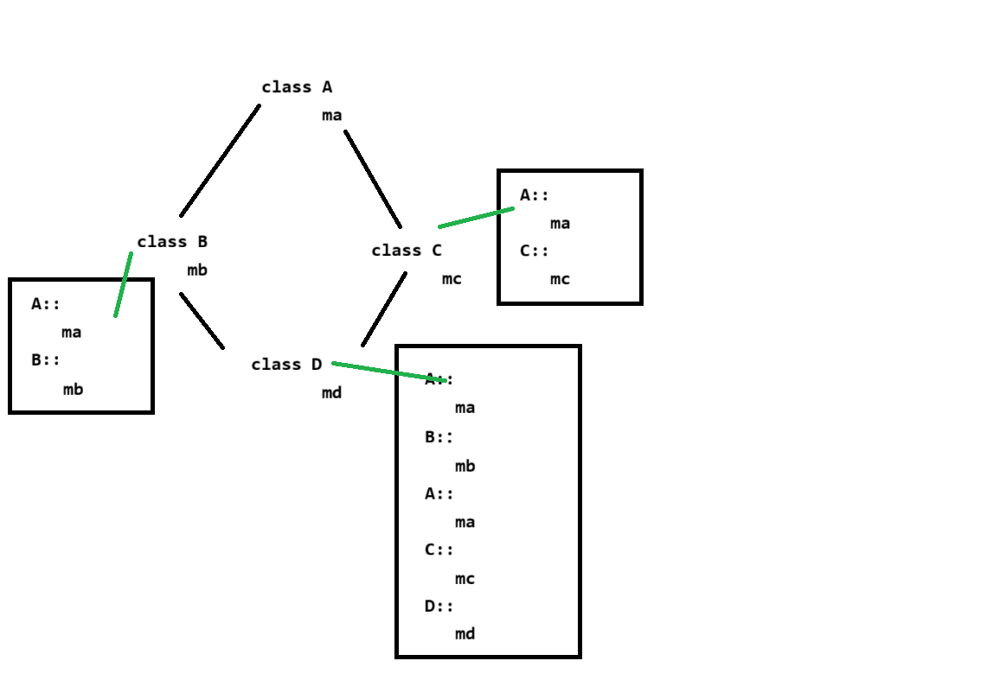 class A
ma
class B
mb
class C
mc
A::
ma
C::
mc
A::
ma
B::
mb
class D
md
A::
ma
B::
mb
A::
ma
C::
mc
D::
md